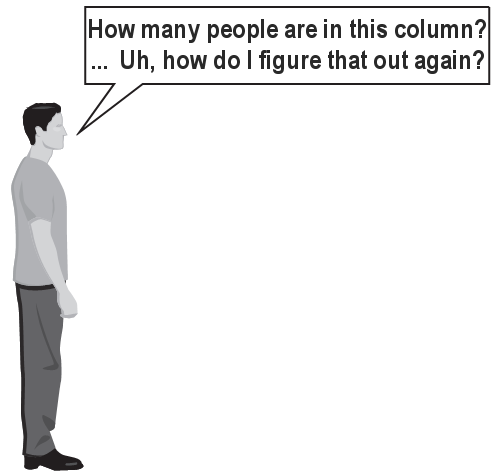 How many people are in this column?
... Uh, how do I figure that out again?